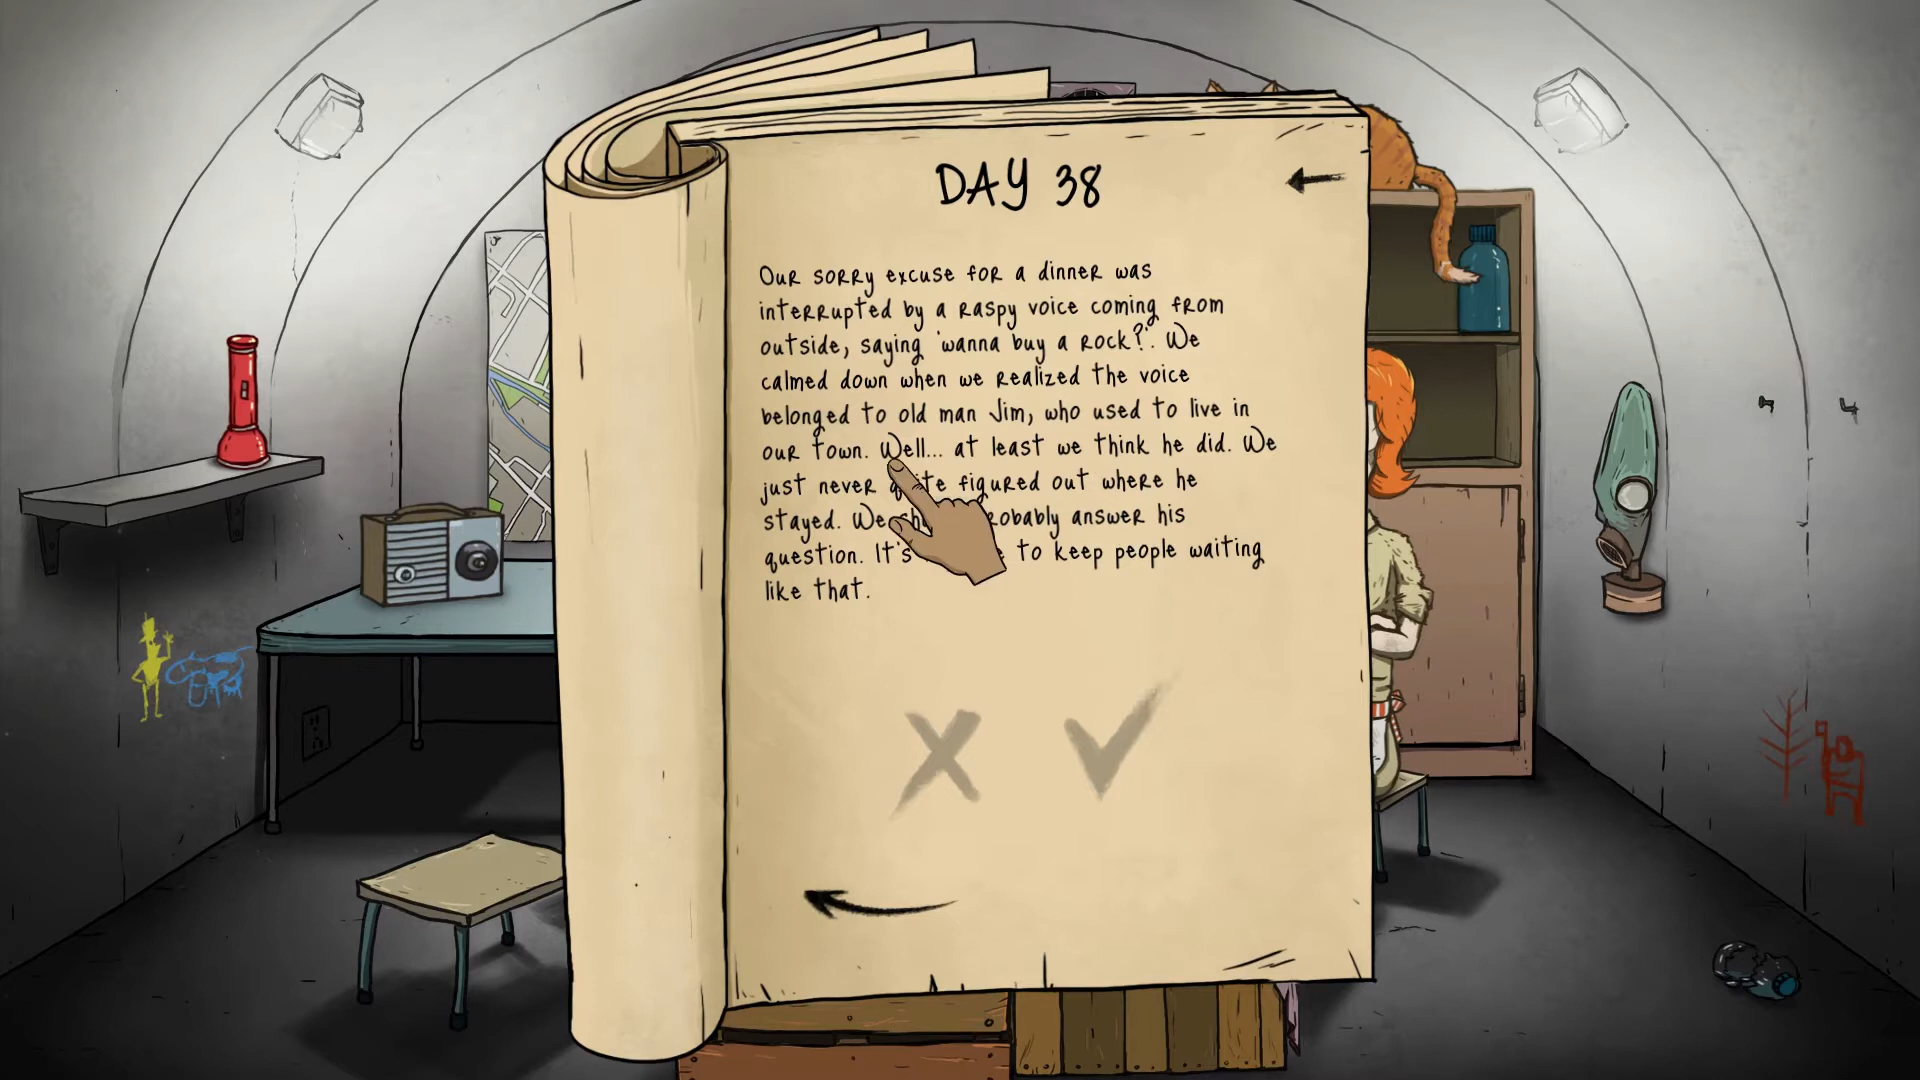 DAY 38
Our sorry excuse for a dinner was
interrupted by a raspy voice coming from
outside, saying 'wanna buy a rock?'. We
calmed down when we realized the voice
belonged to old man Jim, who used to live in
our town. Well... at least we think he did. We
just never figured out where he
stayed. We answer his
question. It's to keep people waiting
like that.